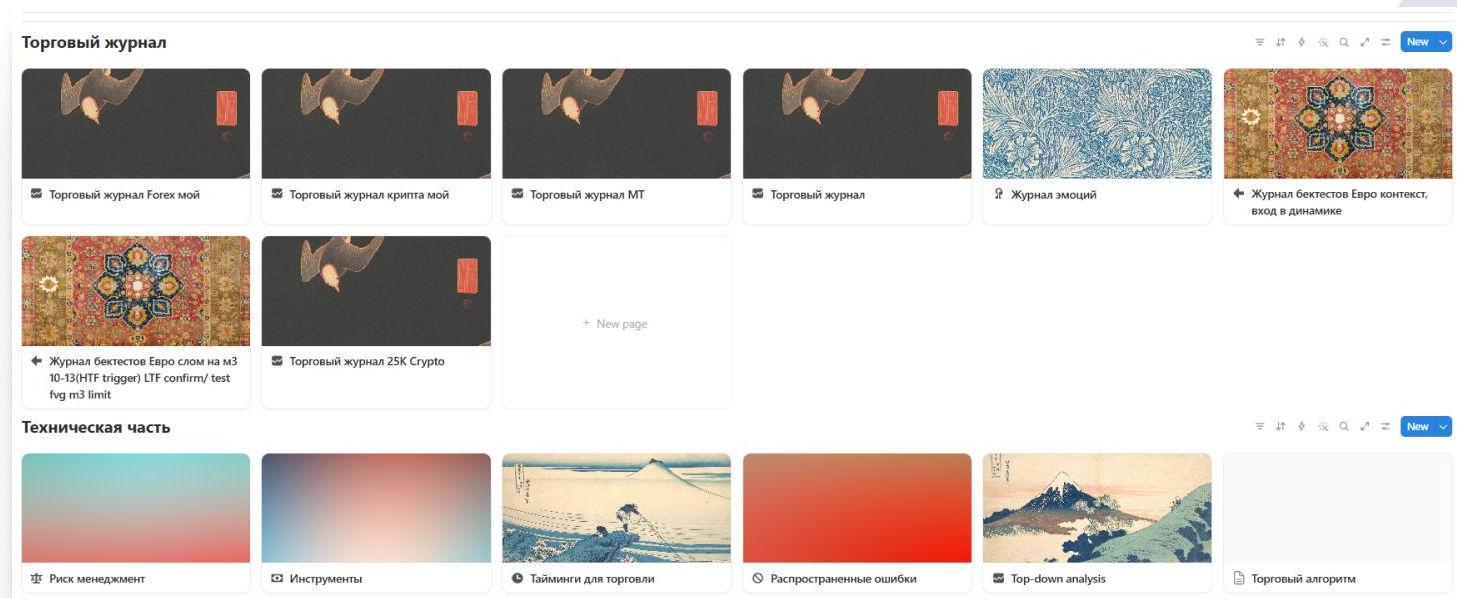 Торговый журнал
New
Торговый журнал Forex мой
Торговый журнал крипта мой
Торговый журнал МТ
Торговый журнал
Журнал эмоций
Журнал бектестов Евро контекст,
вход в динамике
Журнал бектестов Евро слом на м3
10-13(HTF trigger) LTF confirm/ test
fvg m3 limit
Торговый журнал 25K Crypto
+ New page
Техническая часть
New
Риск менеджмент
Инструменты
Тайминги для торговли
Распространенные ошибки
Top-down analysis
Торговый алгоритм